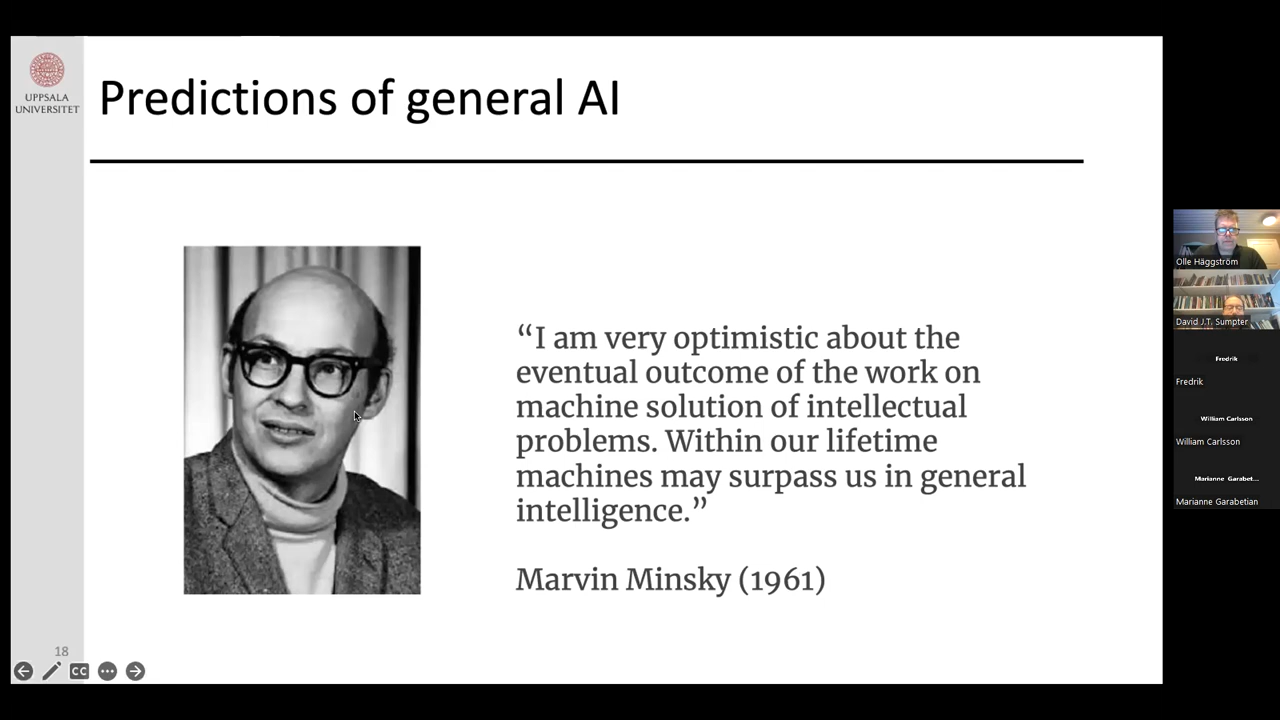 UPPSALA
UNIVERSITET
Predictions of general AI
“I am very optimistic about the
eventual outcome of the work on
machine solution of intellectual
problems. Within our lifetime
machines may surpass us in general
intelligence.”
Marvin Minsky (1961)
18
CC
Olle Häggström
David J.T. Sumpter
Fredrik
Fredrik
William Carlsson
William Carlsson
Marianne Garabet...
Marianne Garabetian